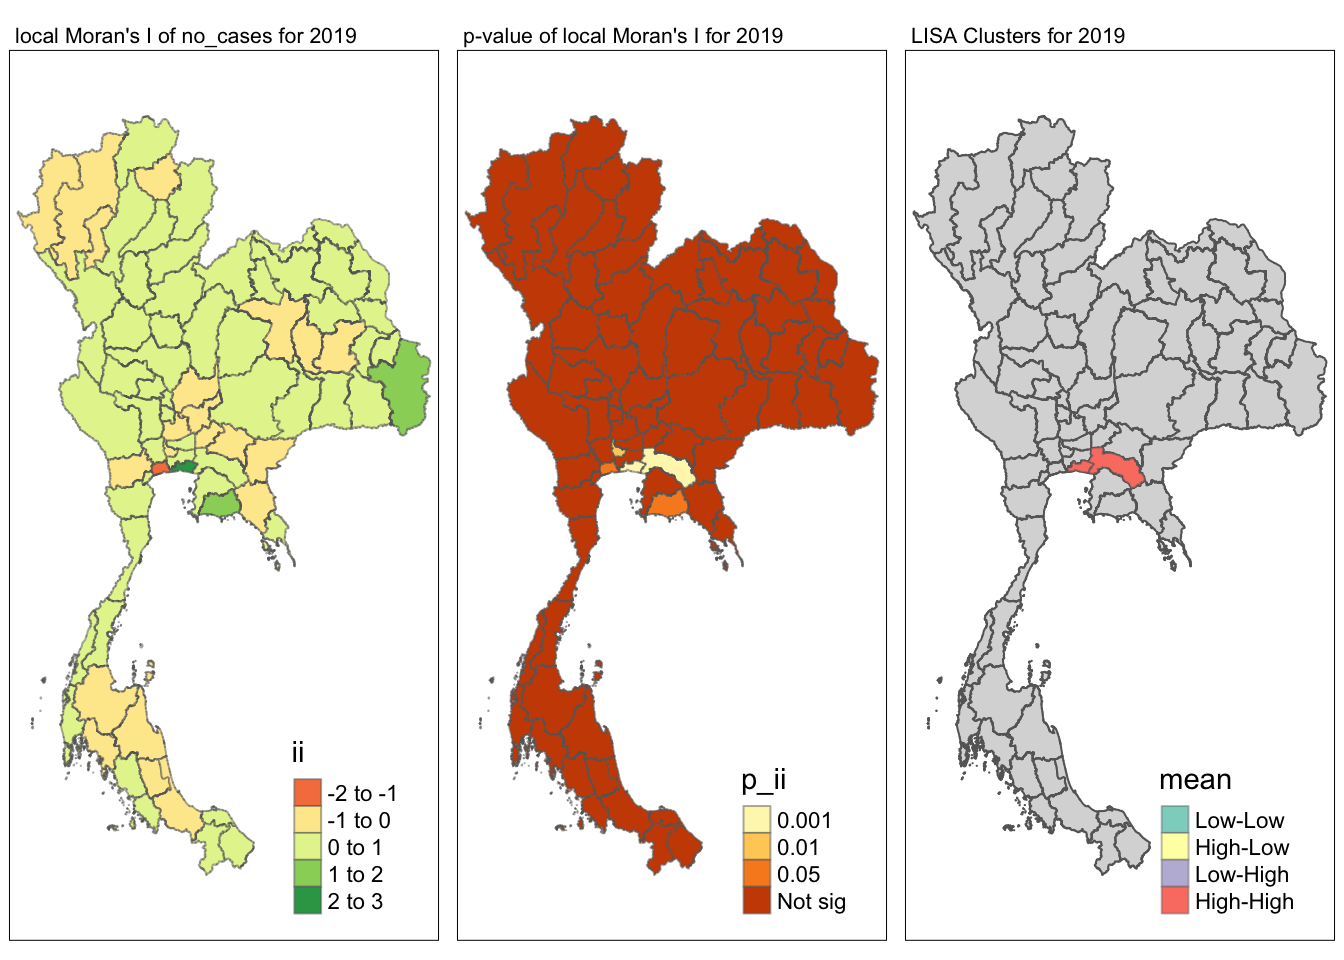 local Moran's I of no_cases for 2019
p-value of local Moran's I for 2019
LISA Clusters for 2019
ii
-2 to -1
-1 to 0
0 to 1
1 to 2
2 to 3
p_ii
0.001
0.01
0.05
Not sig
mean
Low-Low
High-Low
Low-High
High-High